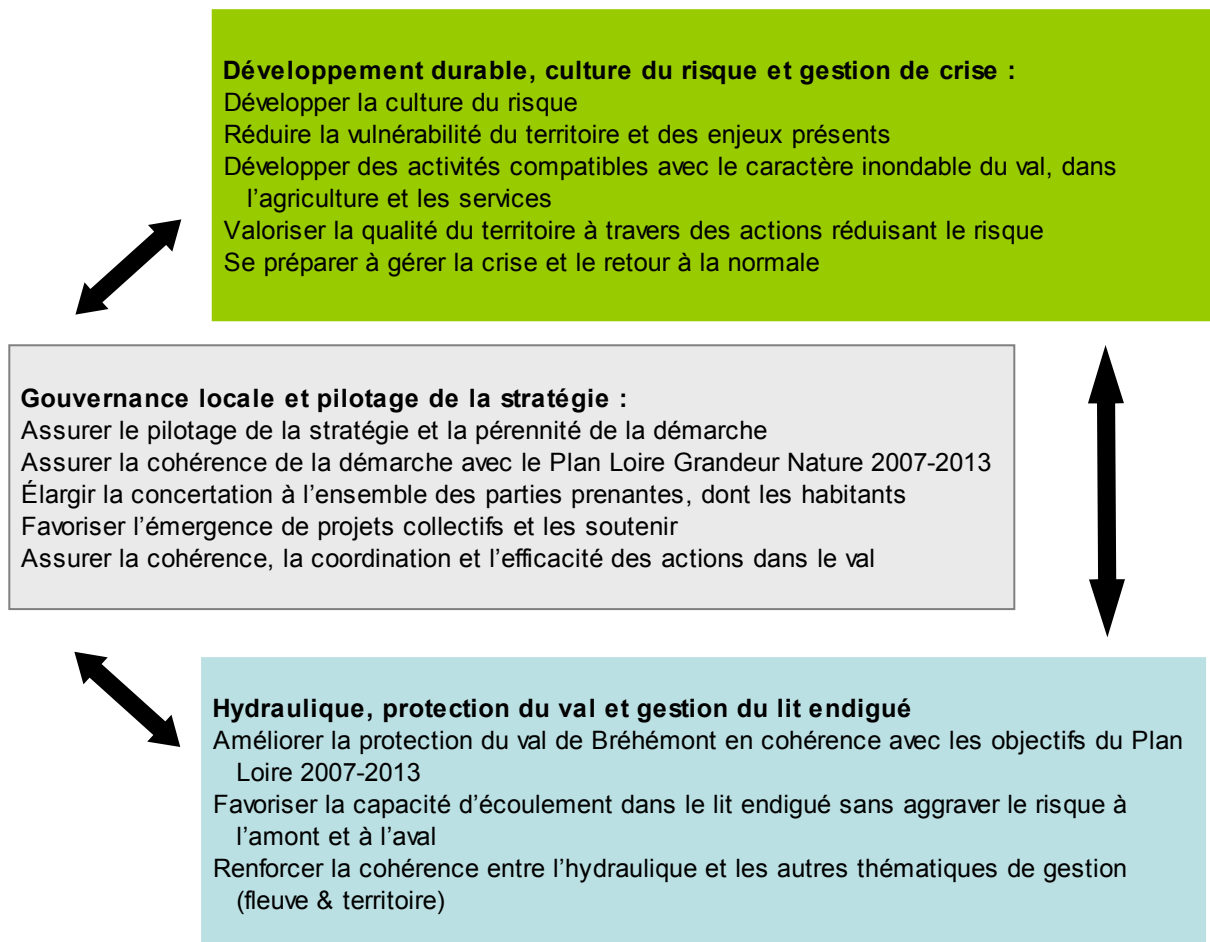 Développement durable, culture du risque et gestion de crise :
Développer la culture du risque
Réduire la vulnérabilité du territoire et des enjeux présents
Développer des activités compatibles avec le caractère inondable du val, dans
l’agriculture et les services
Valoriser la qualité du territoire à travers des actions réduisant le risque
Se préparer à gérer la crise et le retour à la normale
Gouvernance locale et pilotage de la stratégie :
Assurer le pilotage de la stratégie et la pérennité de la démarche
Assurer la cohérence de la démarche avec le Plan Loire Grandeur Nature 2007-2013
Élargir la concertation à l’ensemble des parties prenantes, dont les habitants
Favoriser l’émergence de projets collectifs et les soutenir
Assurer la cohérence, la coordination et l’efficacité des actions dans le val
Hydraulique, protection du val et gestion du lit endigué
Améliorer la protection du val de Bréhémont en cohérence avec les objectifs du Plan
Loire 2007-2013
Favoriser la capacité d’écoulement dans le lit endigué sans aggraver le risque à
l’amont et à l’aval
Renforcer la cohérence entre l’hydraulique et les autres thématiques de gestion
(fleuve & territoire)